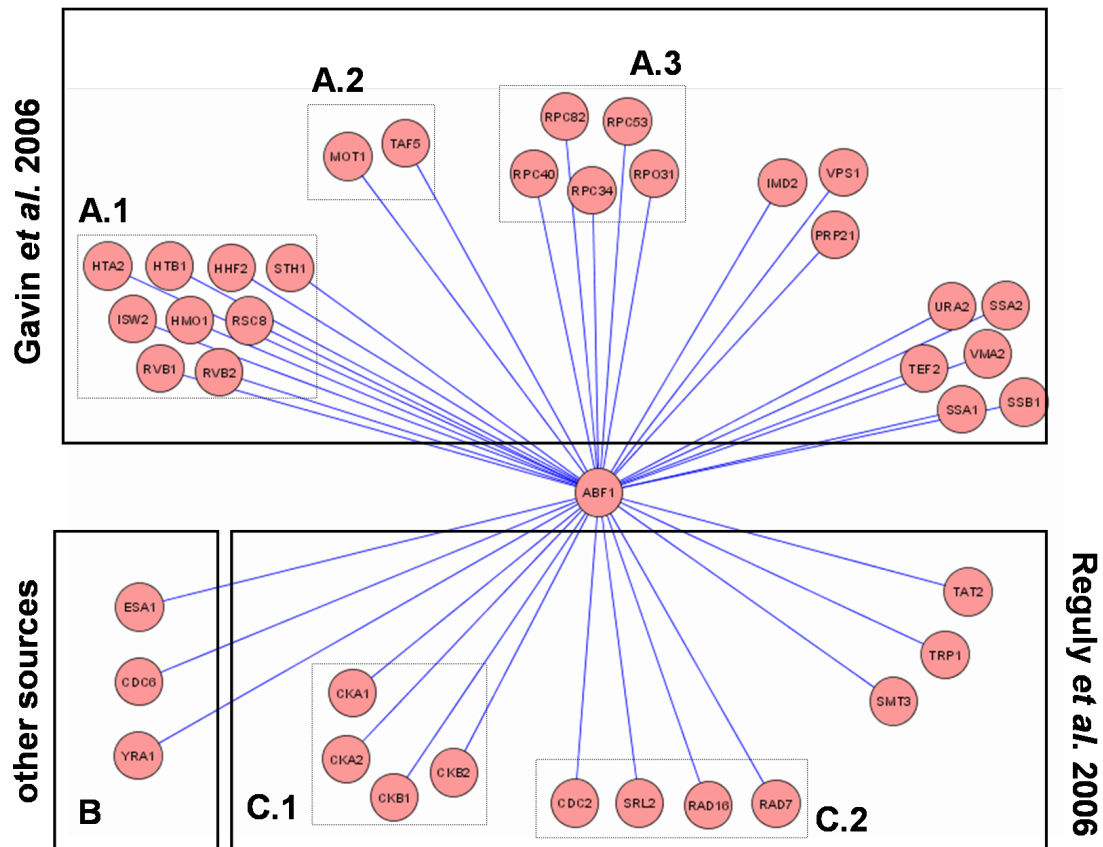 A.3
A.2
RPC82
RPC53
TAF5
MOT1
RPC40
RPO31
RPC34
IMD2
VPS1
Gavin et al. 2006
A.1
PRP21
HTA2
HTB1
HHF2
STH1
URA2
SSA2
ISW2
HMO1
RSC8
VMA2
RVB1
RVB2
TEF2
SSA1
SSB1
ABF1
other sources
ESA1
TAT2
Reguly et al. 2006
TRP1
CDC6
CKA1
SMT3
YRA1
CKA2
CKB2
CKB1
CDC2
SRL2
RAD16
RAD7
B
C.1
C.2